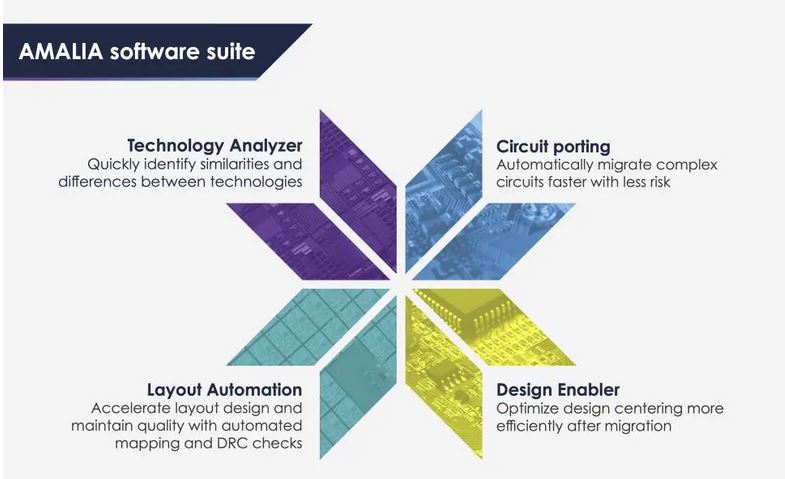 AMALIA software suite
Technology Analyzer
Quickly identify similarities and
differences between technologies
Circuit porting
Automatically migrate complex
circuits faster with less risk
Layout Automation
Accelerate layout design and
maintain quality with automated
mapping and DRC checks
Design Enabler
Optimize design centering more
efficiently after migration